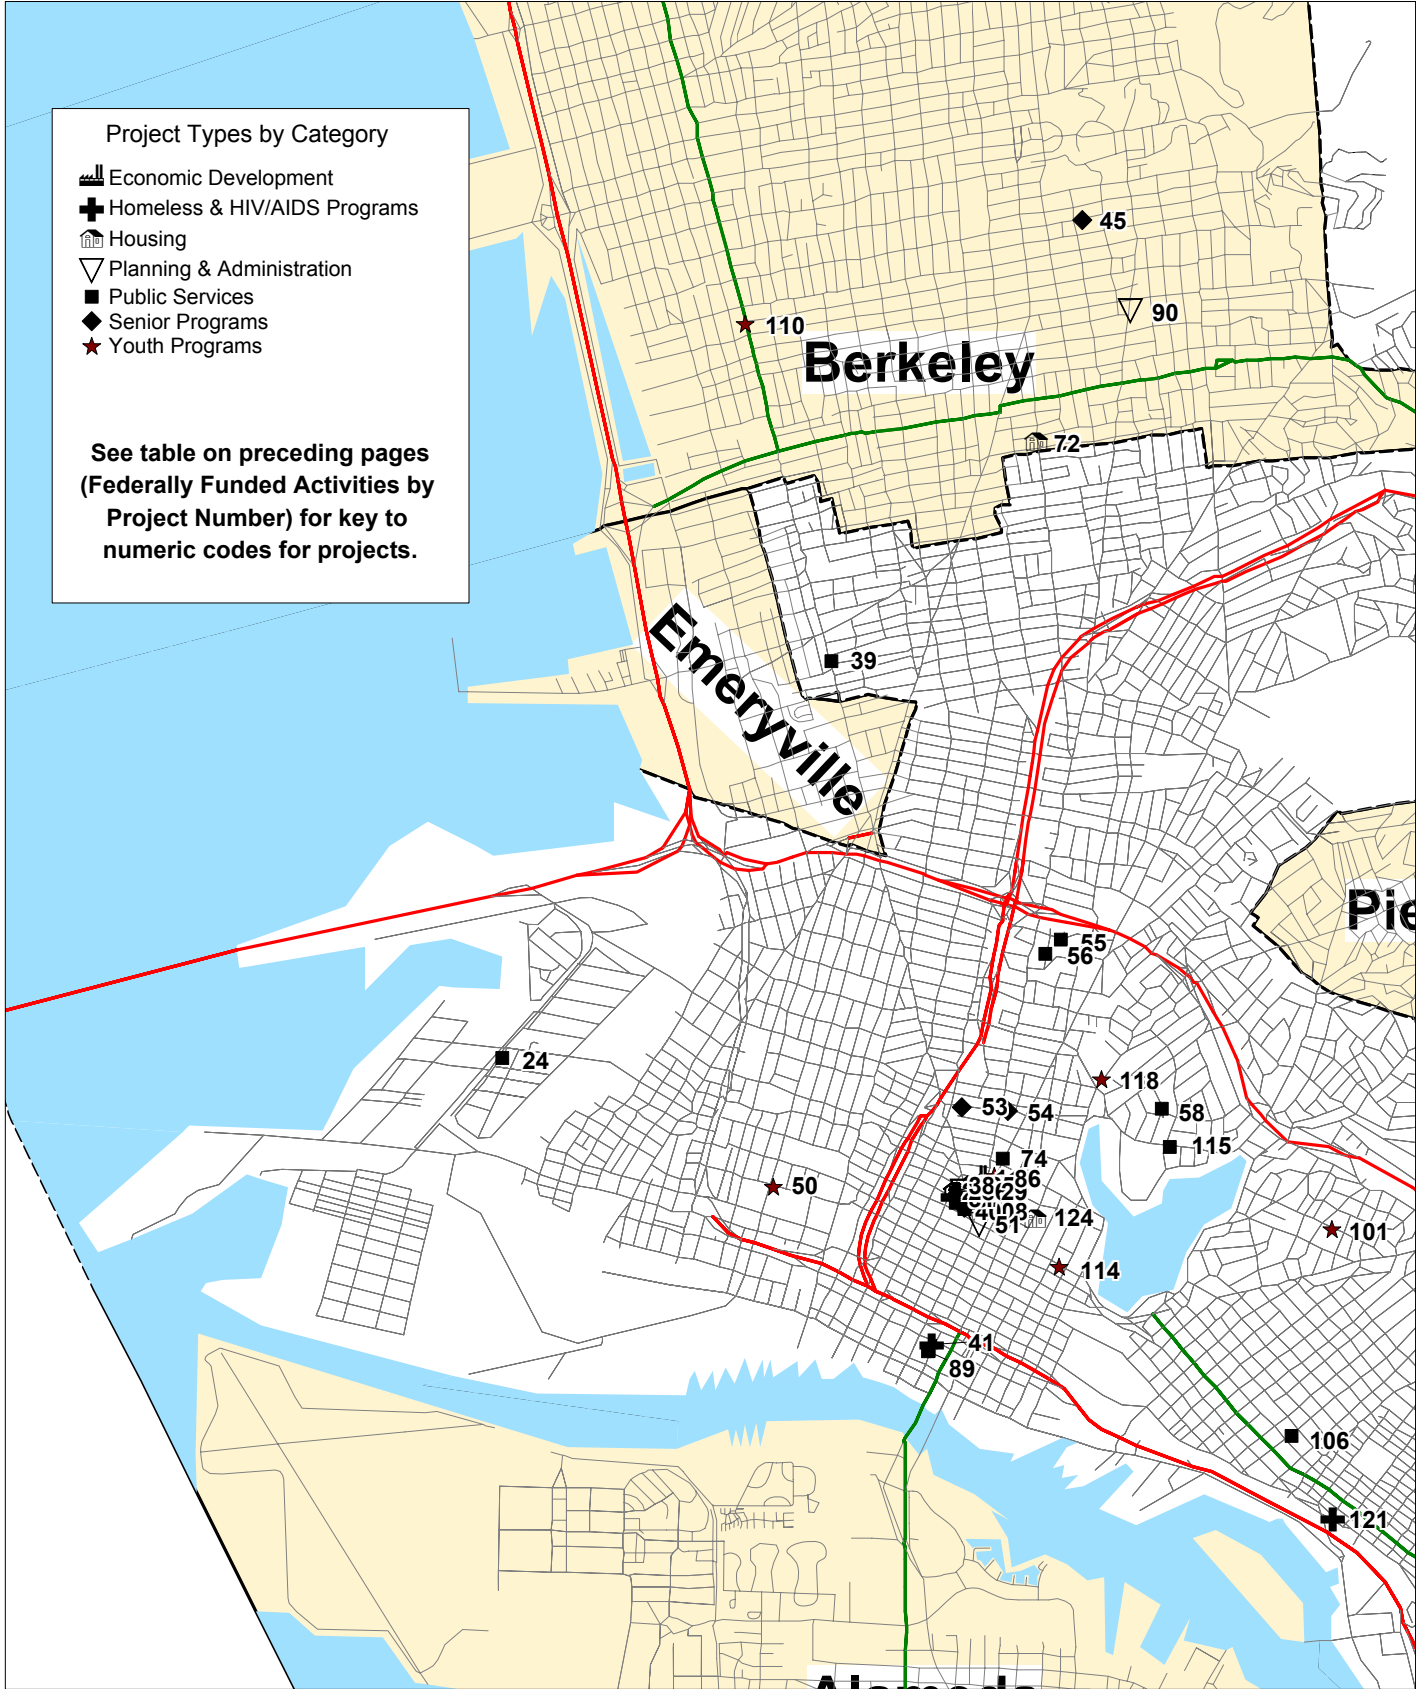 Project Types by Category
Economic Development
Homeless & HIV/AIDS Programs
Housing
Planning & Administration
Public Services
Senior Programs
Youth Programs
See table on preceding pages
(Federally Funded Activities by
Project Number) for key to
numeric codes for projects.
45
90
110
Berkeley
72
39
Emeryville
Pie
55
56
24
118
53
54
58
115
74
86
50
38
29
51
124
101
114
41
89
106
121
Alameda